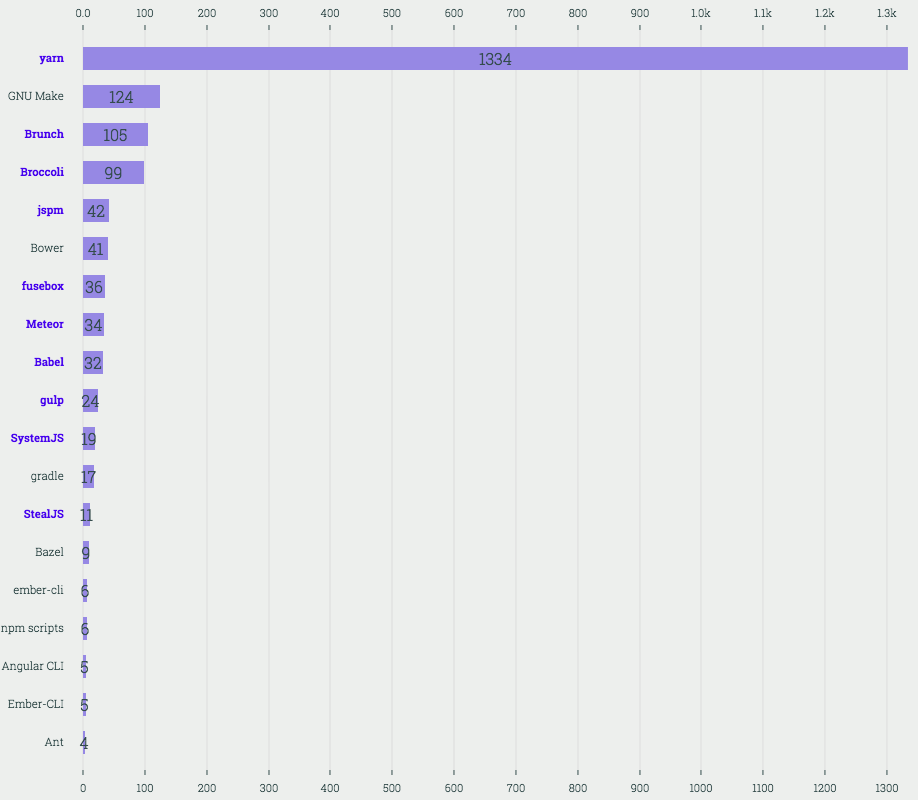 0.0 100 200 300 400 500 600 700 800 900 1.0k 1.1k 1.2k 1.3k
yarn 1334
GNU Make 124
Brunch 105
Broccoli 99
jspm 42
Bower 41
fusebox 36
Meteor 34
Babel 32
gulp 24
SystemJS 19
gradle 17
StealJS 11
Bazel 9
ember-cli 6
npm scripts 6
Angular CLI 5
Ember-CLI 5
Ant 4
0 100 200 300 400 500 600 700 800 900 1000 1100 1200 1300